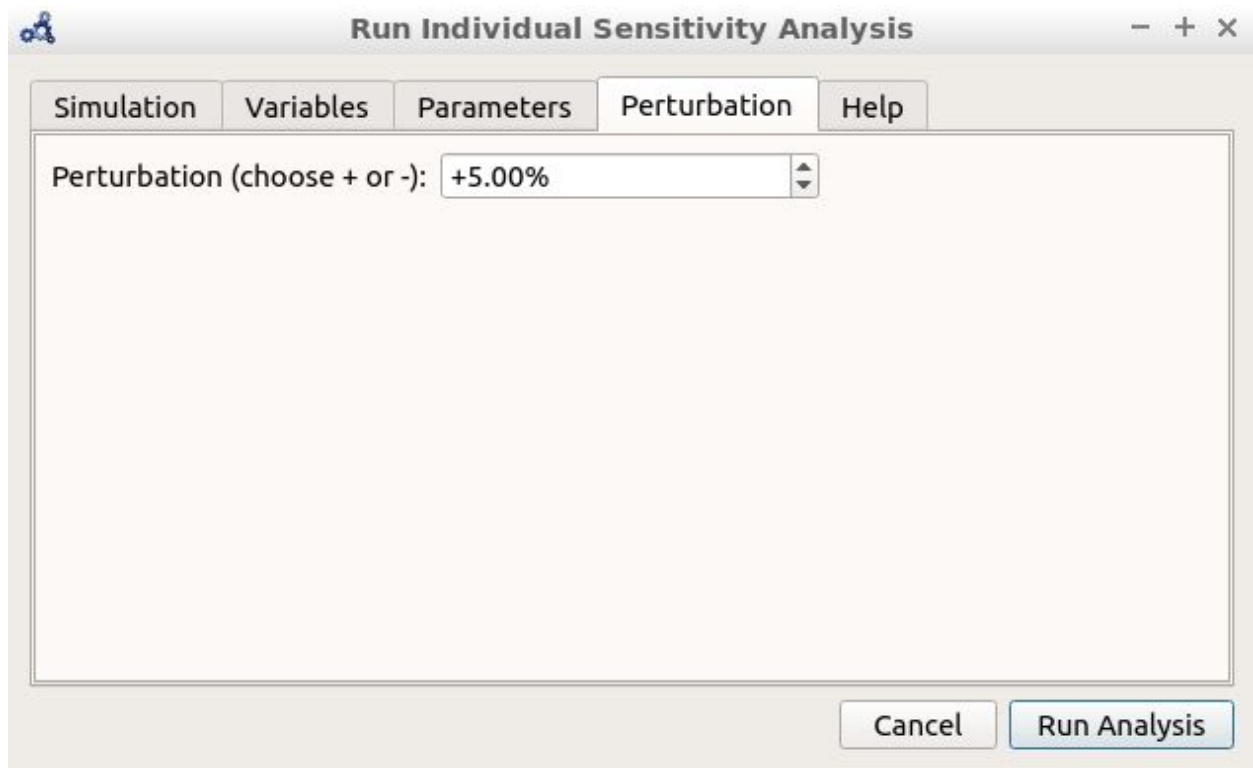 Run Individual Sensitivity Analysis
Simulation Variables Parameters Perturbation Help
Perturbation (choose + or -): +5.00%
Cancel Run Analysis